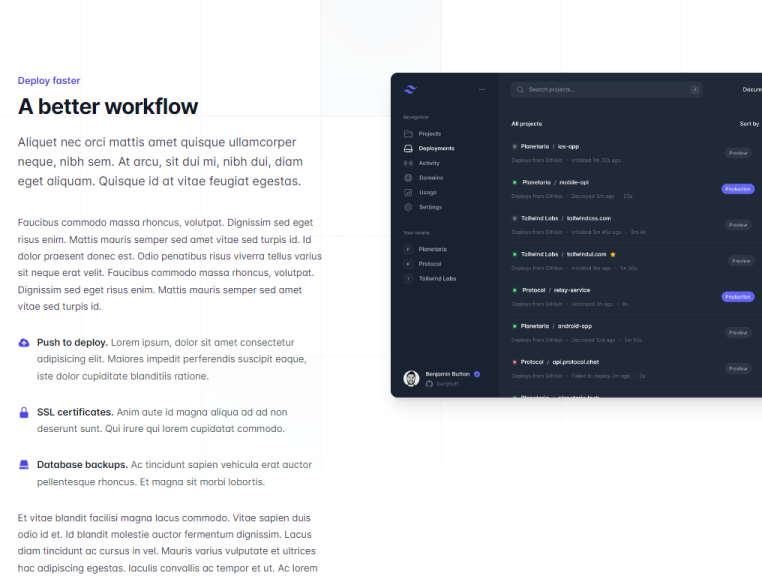 Deploy faster
A better workflow
Aliquet nec orci mattis amet quisque ullamcorper
neque, nibh sem. At arcu, sit dui mi, nibh dui, diam
eget aliquam. Quisque id at vitae feugiat egestas.
Faucibus commodo massa rhoncus, volutpat. Dignissim sed eget
risus enim. Mattis mauris semper sed amet vitae sed turpis id. Id
dolor praesent donec est. Odio penatibus risus viverra tellus varius
sit neque erat velit. Faucibus commodo massa rhoncus, volutpat.
Dignissim sed eget risus enim. Mattis mauris semper sed amet
vitae sed turpis id.
Push to deploy. Lorem ipsum, dolor sit amet consectetur
adipisicing elit. Maiores impedit perferendis suscipit eaque,
iste dolor cupiditate blanditiis ratione.
SSL certificates. Anim aute id magna aliqua ad ad non
deserunt sunt. Qui irure qui lorem cupidatat commodo.
Database backups. Ac tincidunt sapien vehicula erat auctor
pellentesque rhoncus. Et magna sit morbi lobortis.
Et vitae blandit facilisi magna lacus commodo. Vitae sapien duis
odio id et. Id blandit molestie auctor fermentum dignissim. Lacus
diam tincidunt ac cursus in vel. Mauris varius vulputate et ultrices
hac adipiscing egestas. Iaculis convallis ac tempor et ut. Ac lorem
Search projects...
Docum
Navigation
Projects
Deployments
Activity
Domains
Usage
Settings
Your teams
P Planetaria
P Protocol
T Tailwind Labs
Benjamin Button
benjbutt
All projects
Sort by
Planetaria / ios-app
Deploys from GitHub · Initiated 1m 32s ago
Preview
Planetaria / mobile-api
Deploys from GitHub · Deployed 3m ago · 23s
Production
Tailwind Labs / tailwindcss.com
Deploys from GitHub · Initiated 5m 40s ago · 3m 4s
Preview
Tailwind Labs / tailwindui.com
Deploys from GitHub · Initiated 6m ago · 1m 38s
Preview
Protocol / relay-service
Deploys from GitHub · Deployed 3h ago
Production
Planetaria / android-app
Deploys from GitHub · Deployed 12d ago · 5m 55s
Preview
Protocol / api.protocol.chat
Deploys from GitHub · Failed to deploy 2m ago
Preview